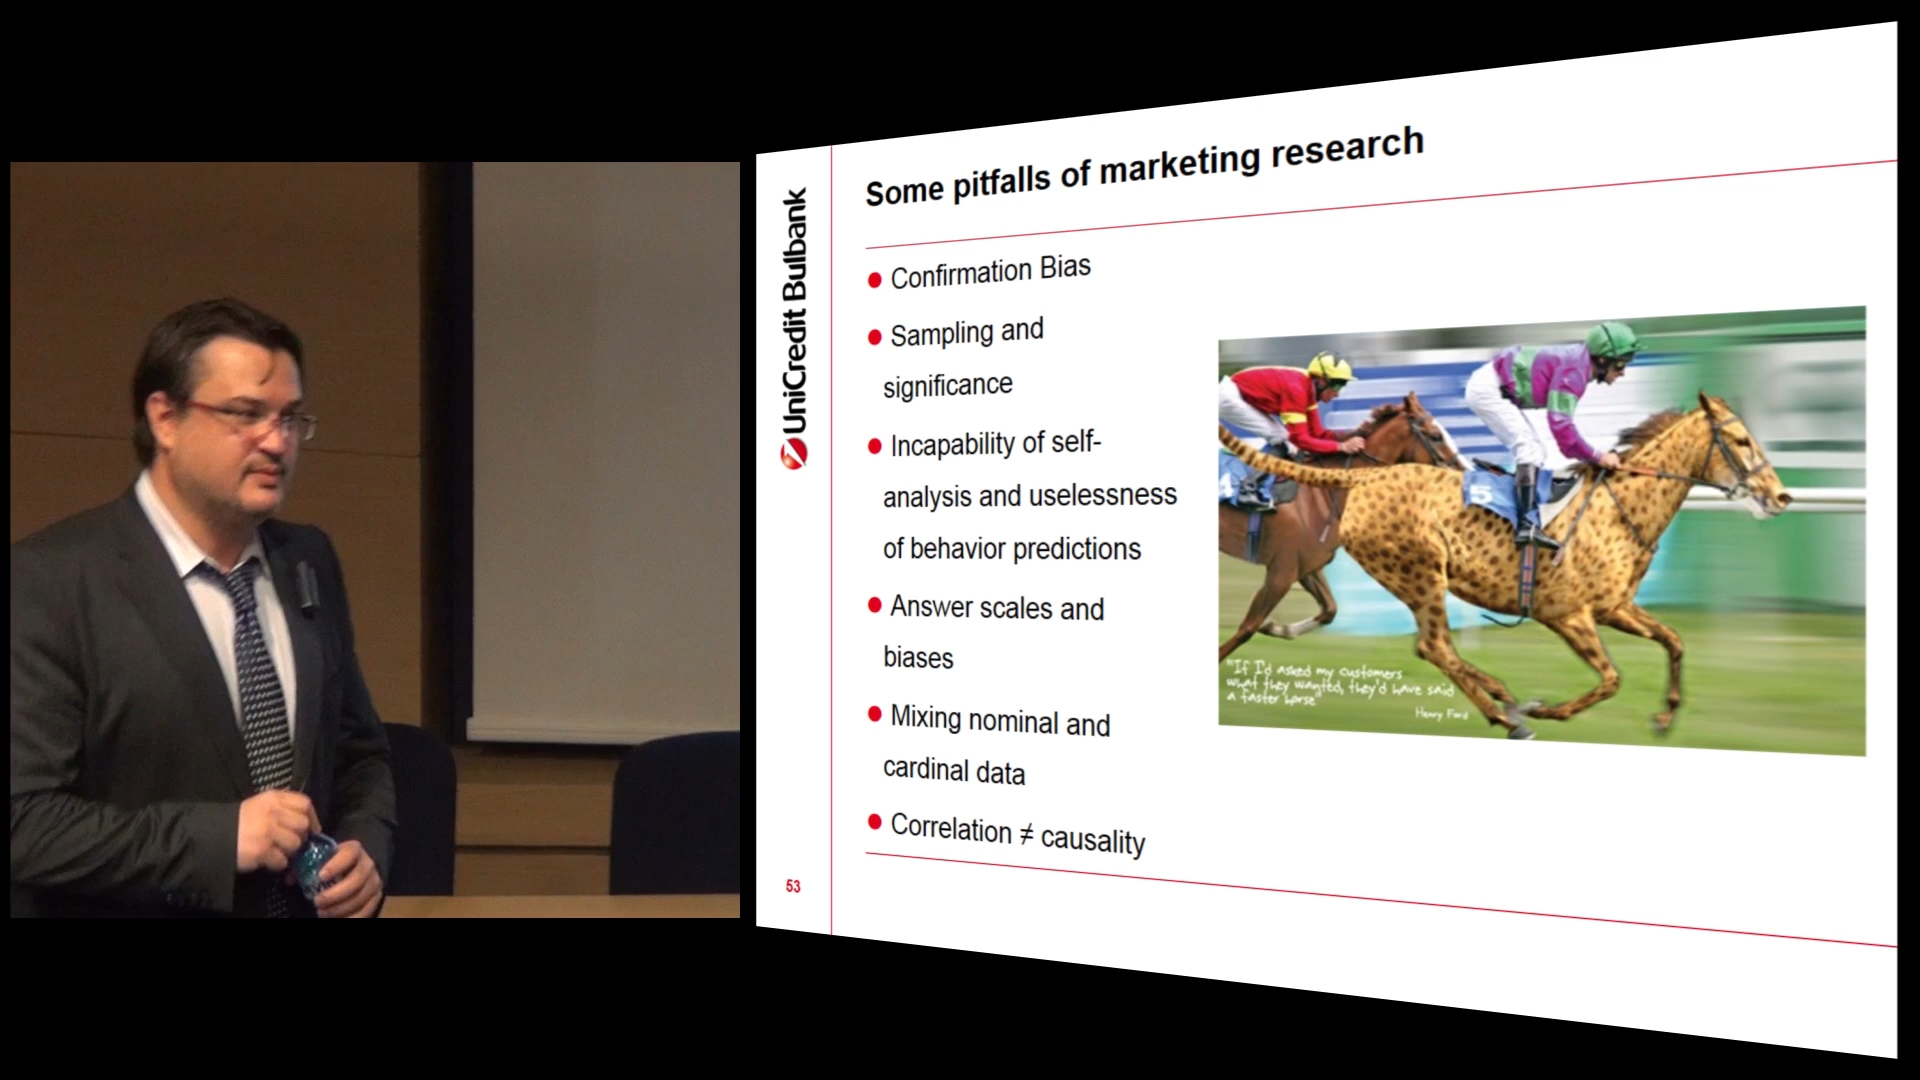 Some pitfalls of marketing research
UniCredit Bulbank
Confirmation Bias
Sampling and
significance
Incapability of self-
analysis and uselessness
of behavior predictions
Answer scales and
biases
Mixing nominal and
cardinal data
Correlation ≠ causality
5
4
"If I'd asked my customers
what they wanted, they'd have said
a faster horse"
Henry Ford
53